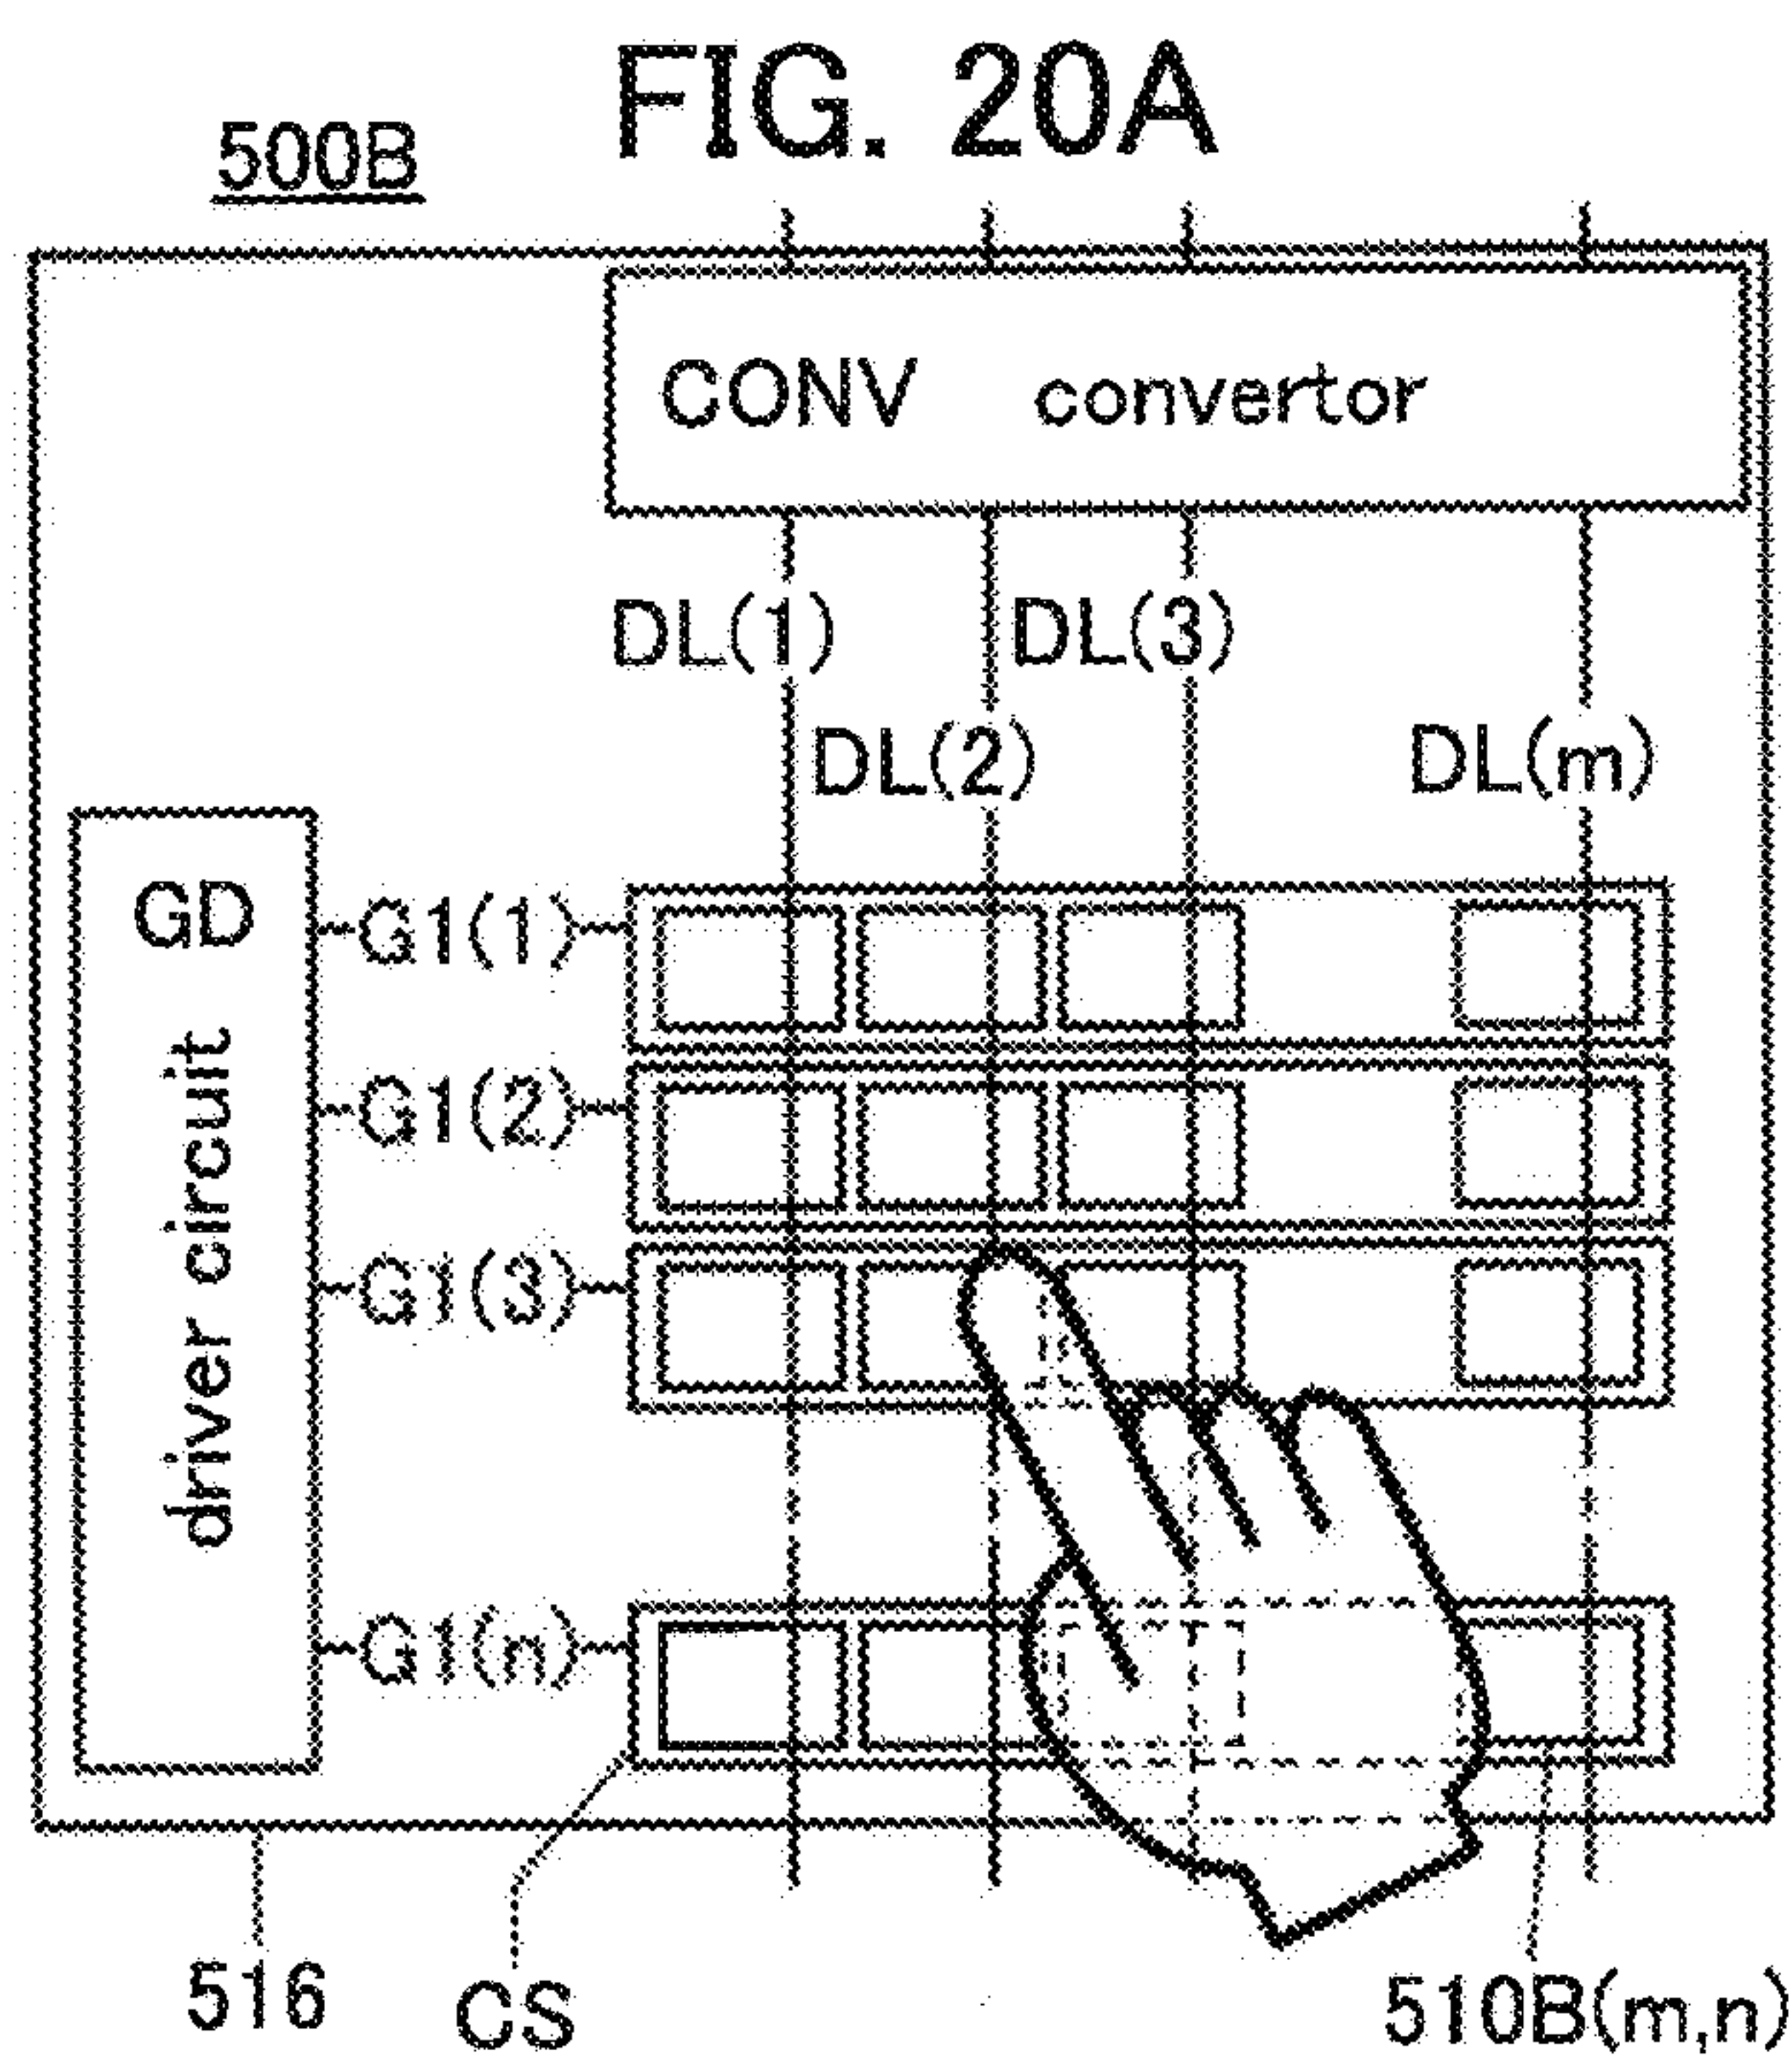 FIG. 20A
500B
CONV convertor
DL(1)
DL(3)
DL(2)
DL(m)
GD driver circuit
G1(1)
G1(2)
G1(3)
G1(n)
516
CS
510B(m,n)